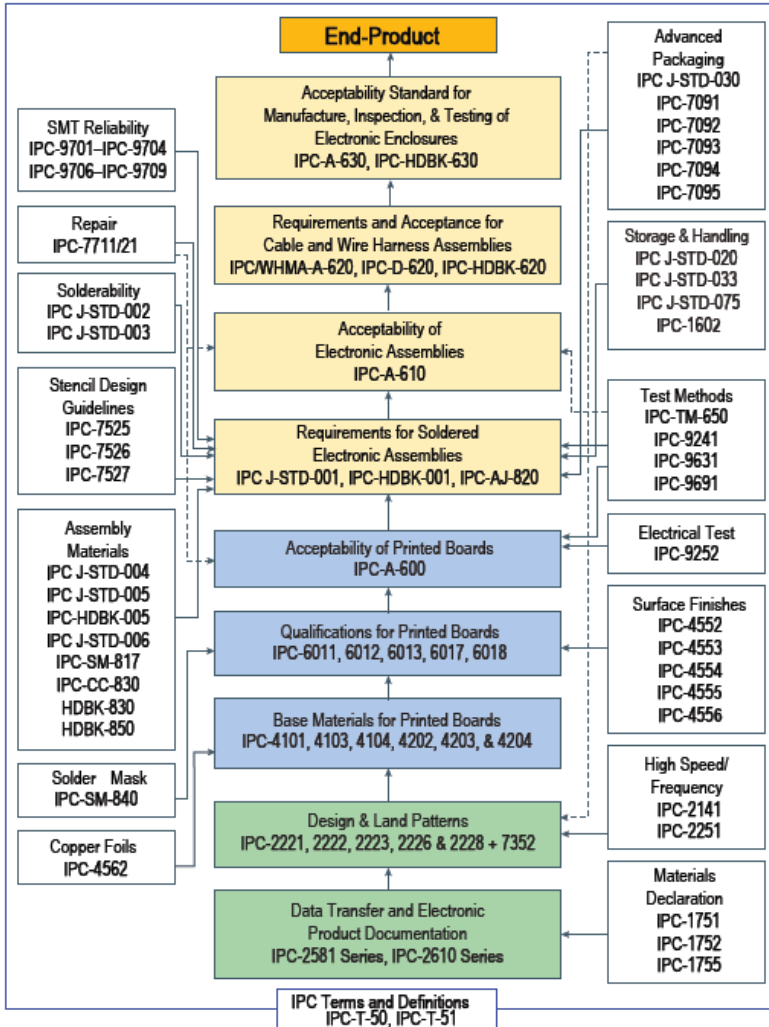 End-Product
Acceptability Standard for
Manufacture, Inspection, & Testing of
Electronic Enclosures
IPC-A-630, IPC-HDBK-630
Requirements and Acceptance for
Cable and Wire Harness Assemblies
IPC/WHMA-A-620, IPC-D-620, IPC-HDBK-620
Acceptability of
Electronic Assemblies
IPC-A-610
Requirements for Soldered
Electronic Assemblies
IPC J-STD-001, IPC-HDBK-001, IPC-AJ-820
Acceptability of Printed Boards
IPC-A-600
Qualifications for Printed Boards
IPC-6011, 6012, 6013, 6017, 6018
Base Materials for Printed Boards
IPC-4101, 4103, 4104, 4202, 4203, & 4204
Design & Land Patterns
IPC-2221, 2222, 2223, 2226 & 2228 + 7352
Data Transfer and Electronic
Product Documentation
IPC-2581 Series, IPC-2610 Series
SMT Reliability
IPC-9701–IPC-9704
IPC-9706–IPC-9709
Repair
IPC-7711/21
Solderability
IPC J-STD-002
IPC J-STD-003
Stencil Design
Guidelines
IPC-7525
IPC-7526
IPC-7527
Assembly
Materials
IPC J-STD-004
IPC J-STD-005
IPC-HDBK-005
IPC J-STD-006
IPC-SM-817
IPC-CC-830
HDBK-830
HDBK-850
Solder Mask
IPC-SM-840
Copper Foils
IPC-4562
Advanced
Packaging
IPC J-STD-030
IPC-7091
IPC-7092
IPC-7093
IPC-7094
IPC-7095
Storage & Handling
IPC J-STD-020
IPC J-STD-033
IPC J-STD-075
IPC-1602
Test Methods
IPC-TM-650
IPC-9241
IPC-9631
IPC-9691
Electrical Test
IPC-9252
Surface Finishes
IPC-4552
IPC-4553
IPC-4554
IPC-4555
IPC-4556
High Speed/
Frequency
IPC-2141
IPC-2251
Materials
Declaration
IPC-1751
IPC-1752
IPC-1755
IPC Terms and Definitions
IPC-T-50, IPC-T-51